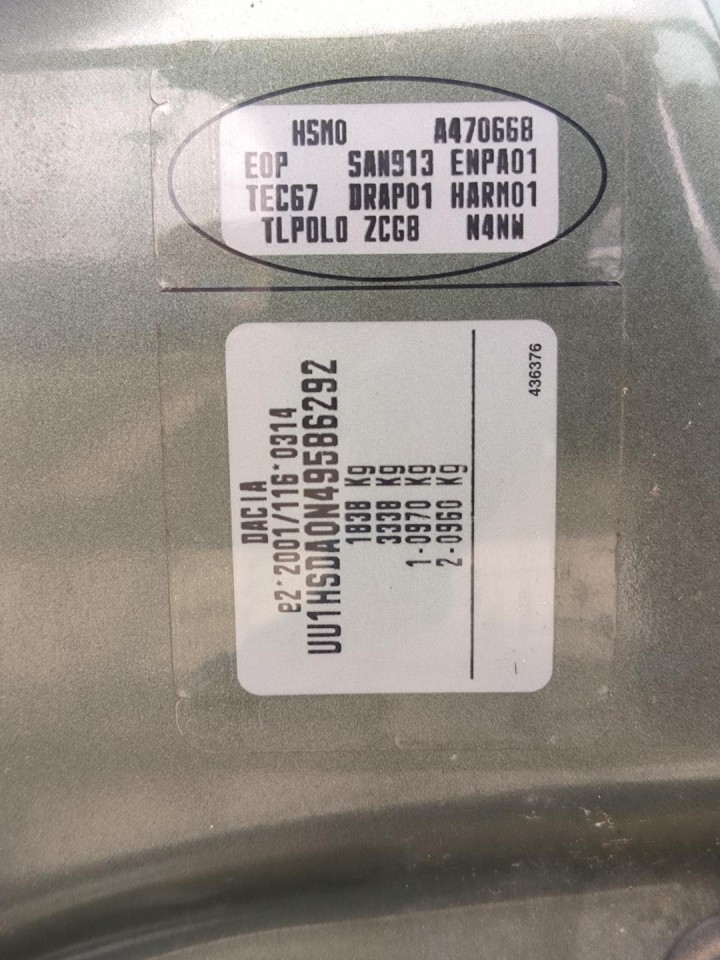 HSMO A470668
EOP SAN913 ENPA01
TEC67 DRAP01 HARM01
TLPOLO ZCG8 N4NW
DACIA
e2*2001/116*0314
UU1HSDA0N49586292
1838 Kg
3338 Kg
1-0970 Kg
2-0960 Kg
436376